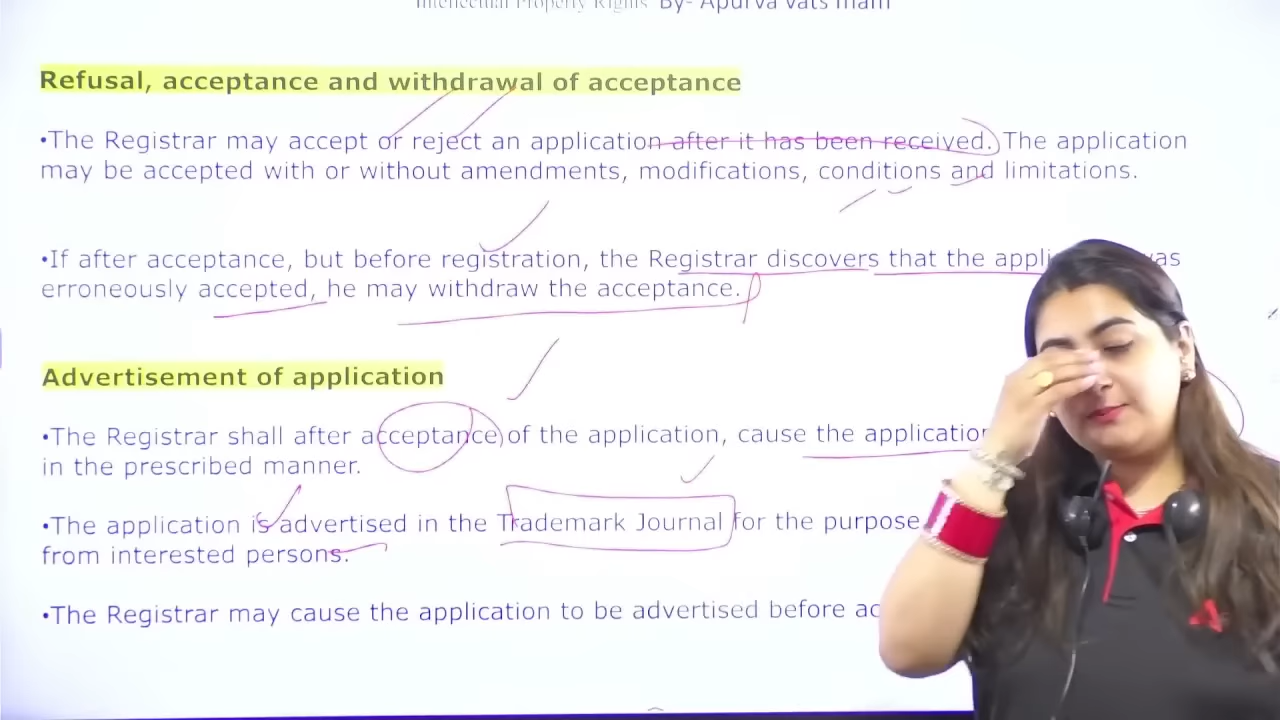 Intellectual Property Rights By- Apurva Vats mam
Refusal, acceptance and withdrawal of acceptance
•The Registrar may accept or reject an application after it has been received. The application
may be accepted with or without amendments, modifications, conditions and limitations.
•If after acceptance, but before registration, the Registrar discovers that the appli was
erroneously accepted, he may withdraw the acceptance.
Advertisement of application
•The Registrar shall after acceptance of the application, cause the application
in the prescribed manner.
•The application is advertised in the Trademark Journal for the purpose
from interested persons.
•The Registrar may cause the application to be advertised before ac